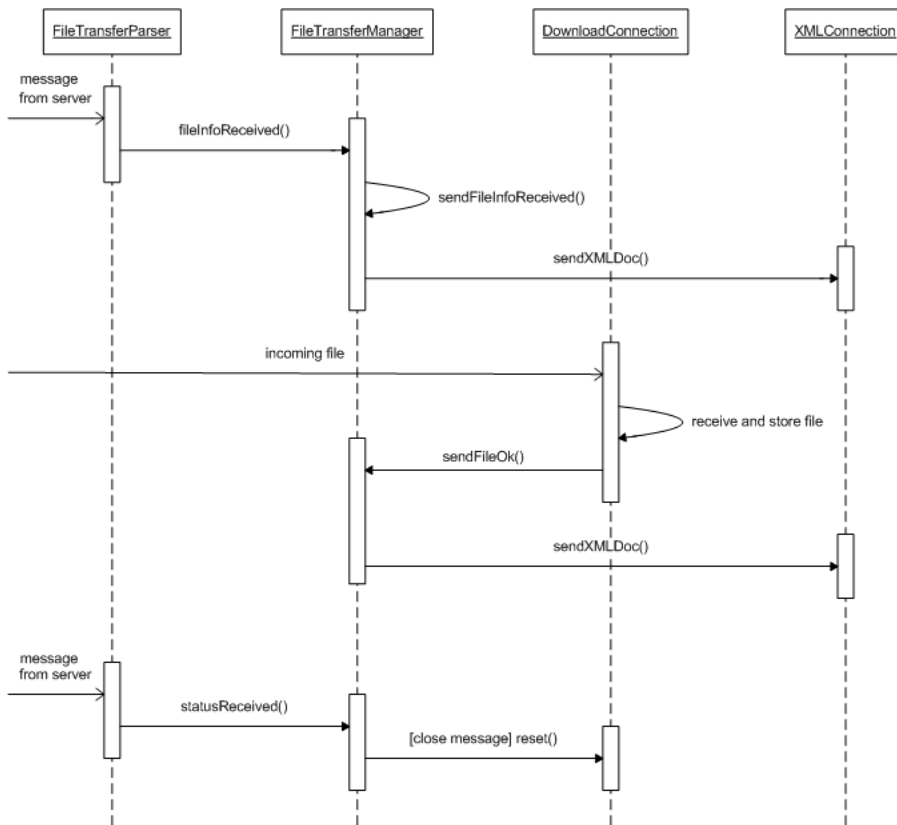 FileTransferParser
FileTransferManager
DownloadConnection
XMLConnection
message
from server
fileInfoReceived()
sendFileInfoReceived()
sendXMLDoc()
incoming file
receive and store file
sendFileOk()
sendXMLDoc()
message
from server
statusReceived()
[close message] reset()